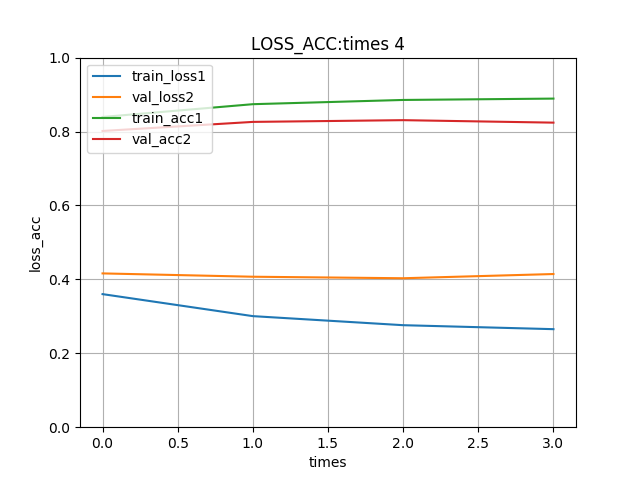 LOSS_ACC:times 4
train_loss1
val_loss2
train_acc1
val_acc2
1.0
0.8
0.6
0.4
0.2
0.0
loss_acc
0.0 0.5 1.0 1.5 2.0 2.5 3.0
times